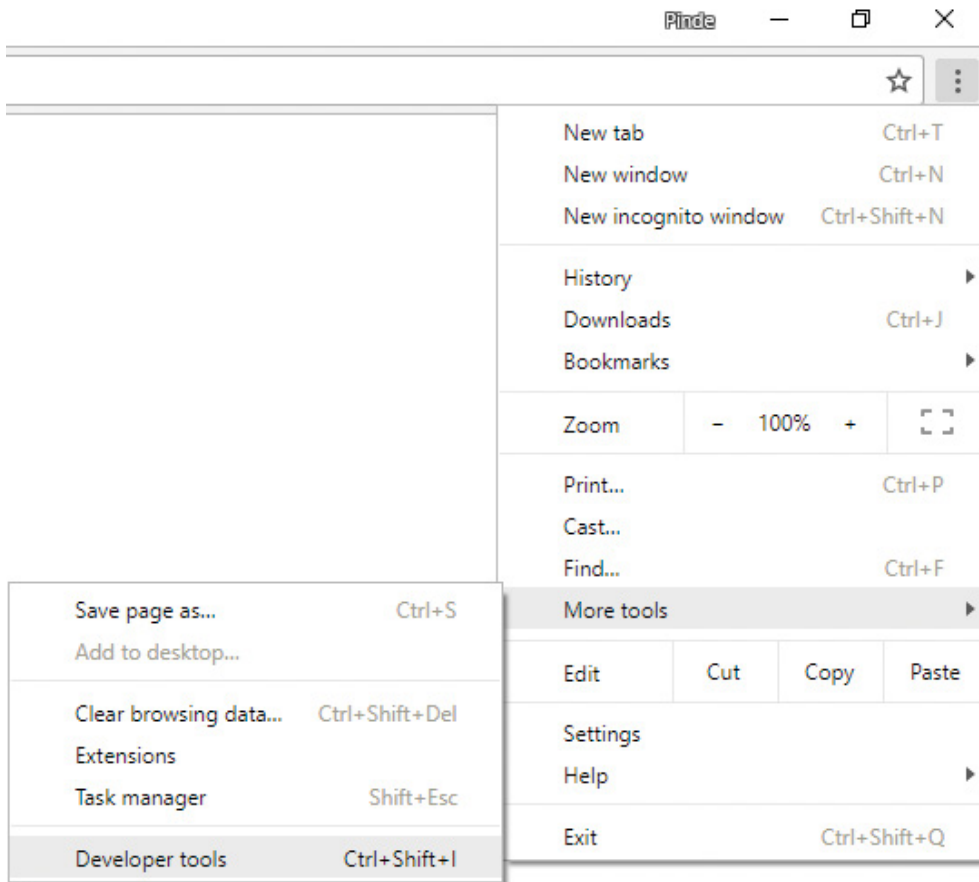 Pinde
New tab Ctrl+T
New window Ctrl+N
New incognito window Ctrl+Shift+N
History
Downloads Ctrl+J
Bookmarks
Zoom − 100% +
Print... Ctrl+P
Cast...
Find... Ctrl+F
More tools
Edit Cut Copy Paste
Settings
Help
Exit Ctrl+Shift+Q
Save page as... Ctrl+S
Add to desktop...
Clear browsing data... Ctrl+Shift+Del
Extensions
Task manager Shift+Esc
Developer tools Ctrl+Shift+I